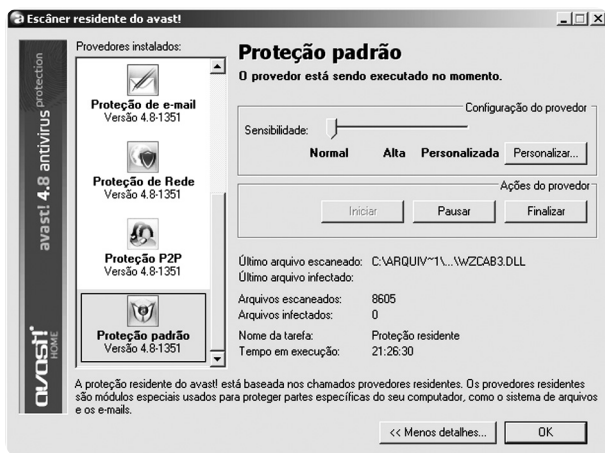 Escâner residente do avast!
Provedores instalados:
avast! 4.8 antivirus protection
avast! HOME
Proteção de e-mail
Versão 4.8-1351
Proteção de Rede
Versão 4.8-1351
Proteção P2P
Versão 4.8-1351
Proteção padrão
Versão 4.8-1351
Proteção padrão
O provedor está sendo executado no momento.
Configuração do provedor
Sensibilidade:
Normal Alta Personalizada Personalizar...
Ações do provedor
Iniciar Pausar Finalizar
Último arquivo escaneado: C:\ARQUIV~1\...\WZCAB3.DLL
Último arquivo infectado:
Arquivos escaneados: 8605
Arquivos infectados: 0
Nome da tarefa: Proteção residente
Tempo em execução: 21:26:30
A proteção residente do avast! está baseada nos chamados provedores residentes. Os provedores residentes
são módulos especiais usados para proteger partes específicas do seu computador, como o sistema de arquivos
e os e-mails.
<< Menos detalhes... OK